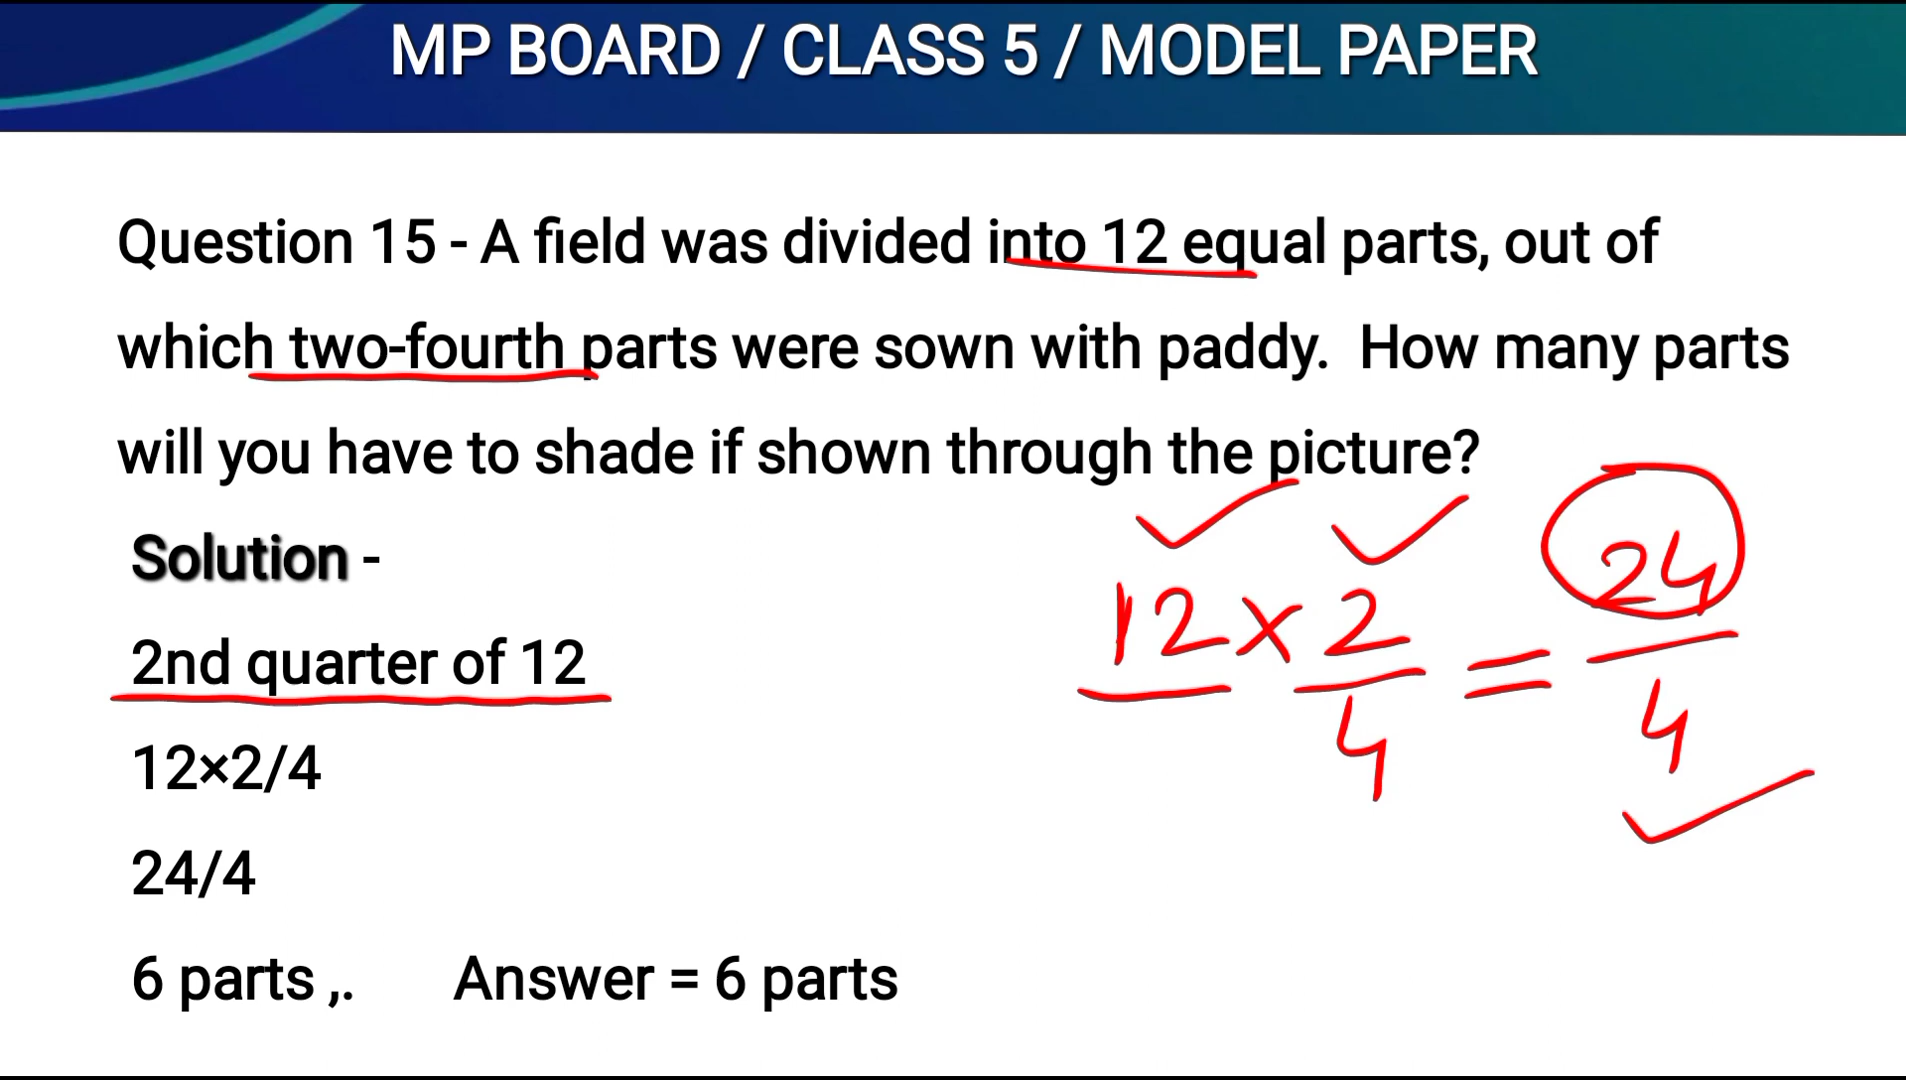 MP BOARD / CLASS 5 / MODEL PAPER
Question 15 - A field was divided into 12 equal parts, out of
which two-fourth parts were sown with paddy. How many parts
will you have to shade if shown through the picture?
Solution -
2nd quarter of 12
12×2/4
24/4
6 parts ,. Answer = 6 parts
12 × 2/4 = 24/4